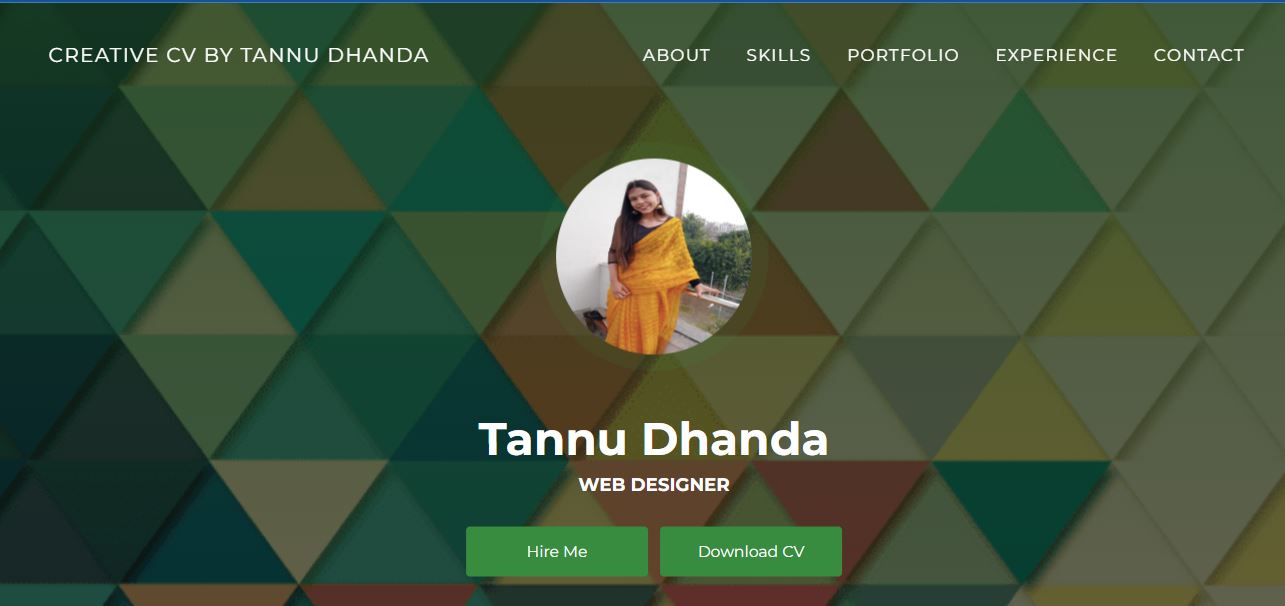 CREATIVE CV BY TANNU DHANDA
ABOUT SKILLS PORTFOLIO EXPERIENCE CONTACT
Tannu Dhanda
WEB DESIGNER
Hire Me
Download CV